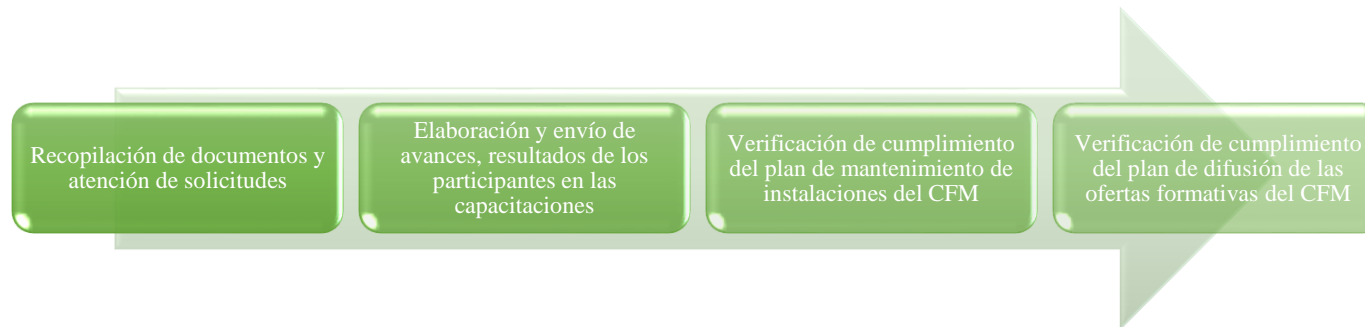 Recopilación de documentos y
atención de solicitudes
Elaboración y envío de
avances, resultados de los
participantes en las
capacitaciones
Verificación de cumplimiento
del plan de mantenimiento de
instalaciones del CFM
Verificación de cumplimiento
del plan de difusión de las
ofertas formativas del CFM